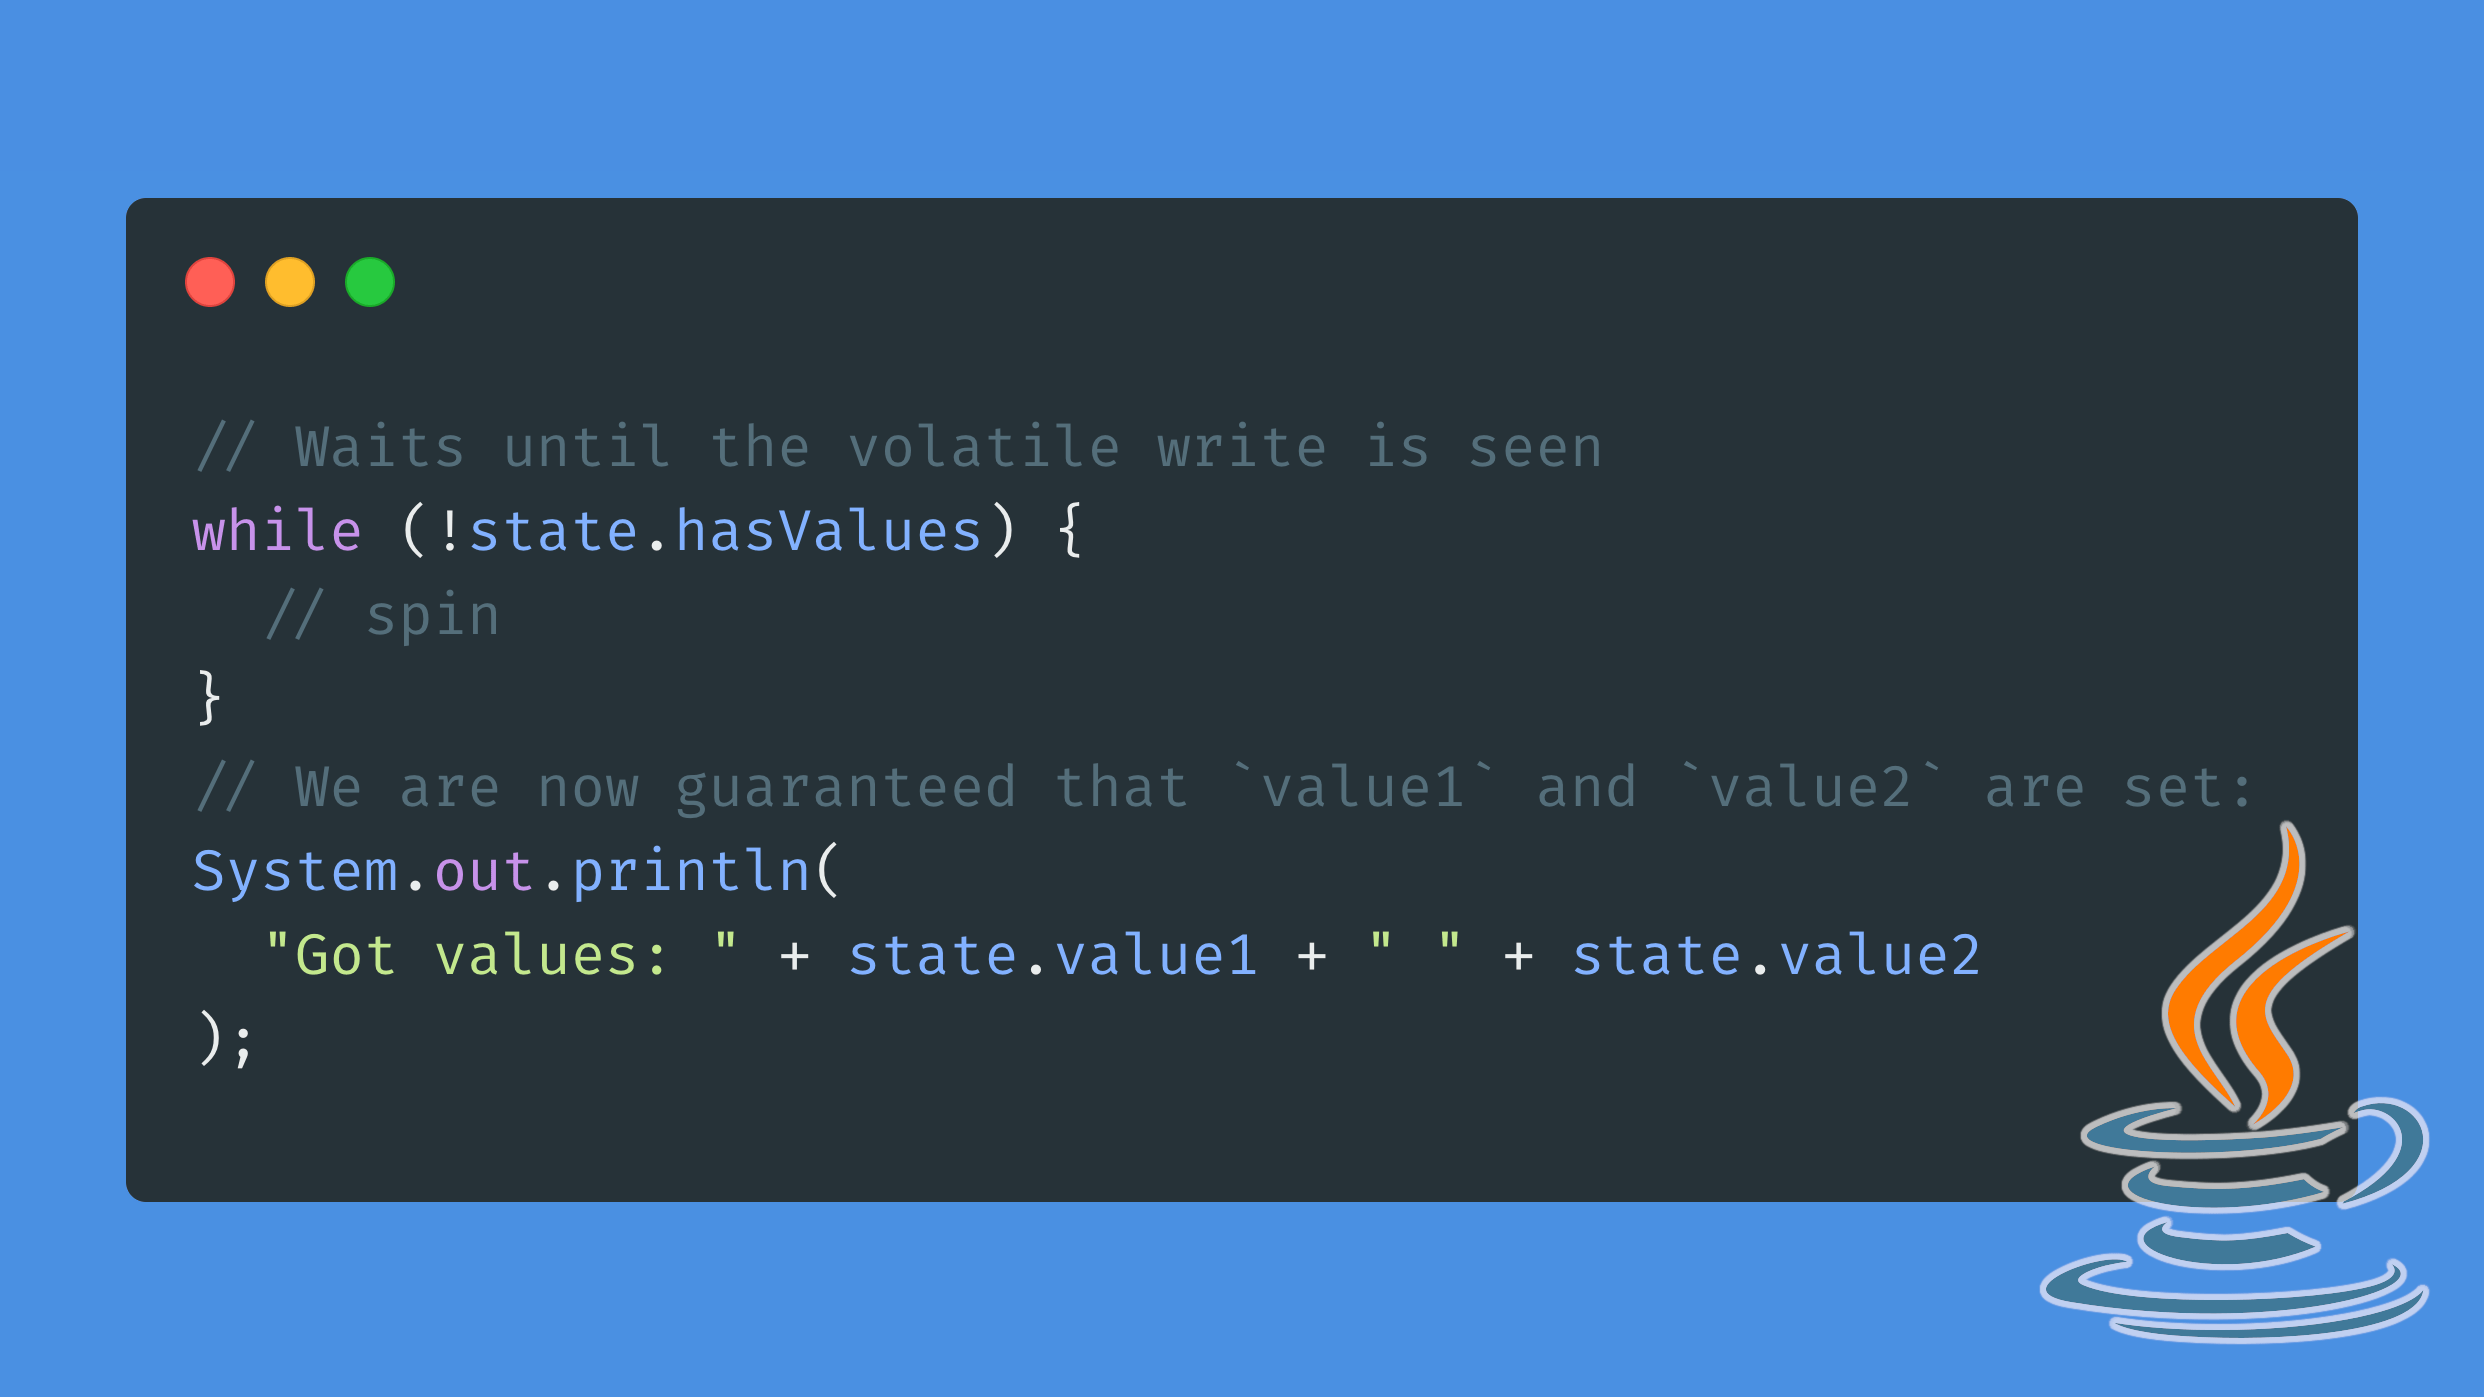 // Waits until the volatile write is seen
while (!state.hasValues) {
  // spin
}
// We are now guaranteed that `value1` and `value2` are set:
System.out.println(
  "Got values: " + state.value1 + " " + state.value2
);